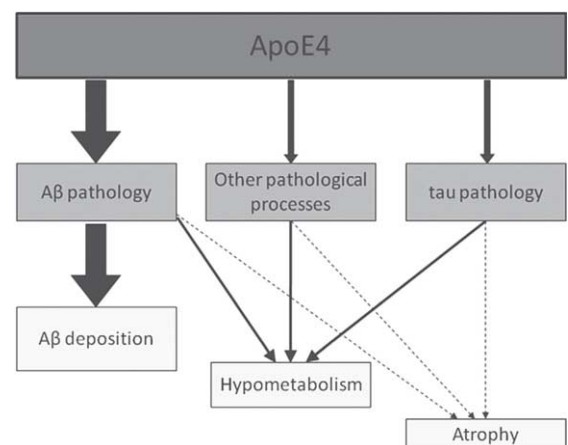 ApoE4
Aβ pathology
Other pathological
processes
tau pathology
Aβ deposition
Hypometabolism
Atrophy